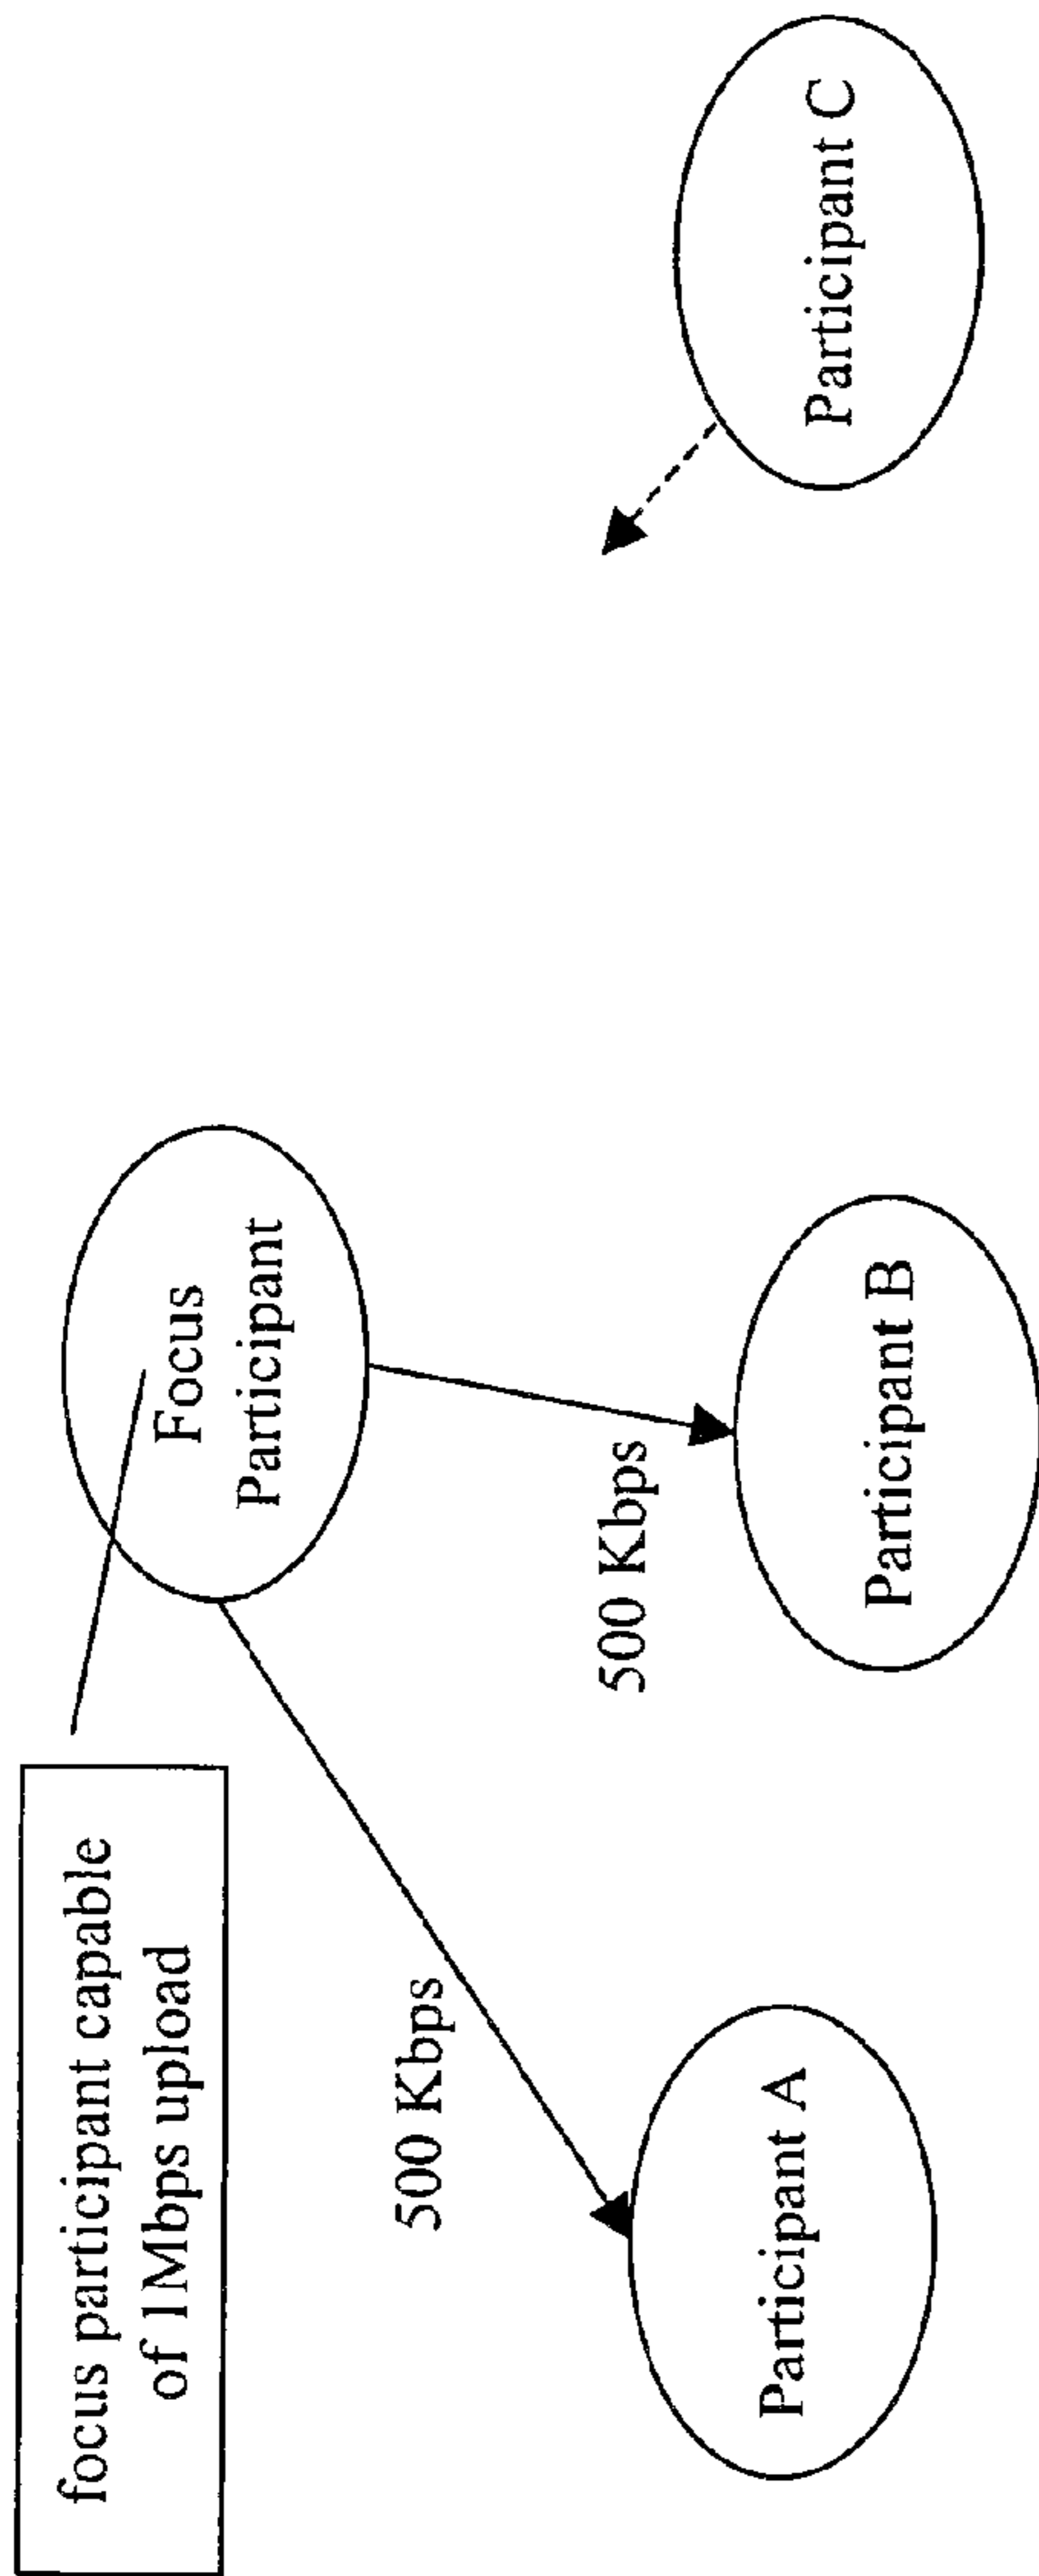 focus participant capable
of 1Mbps upload
Focus
Participant
500 Kbps
500 Kbps
Participant A
Participant B
Participant C